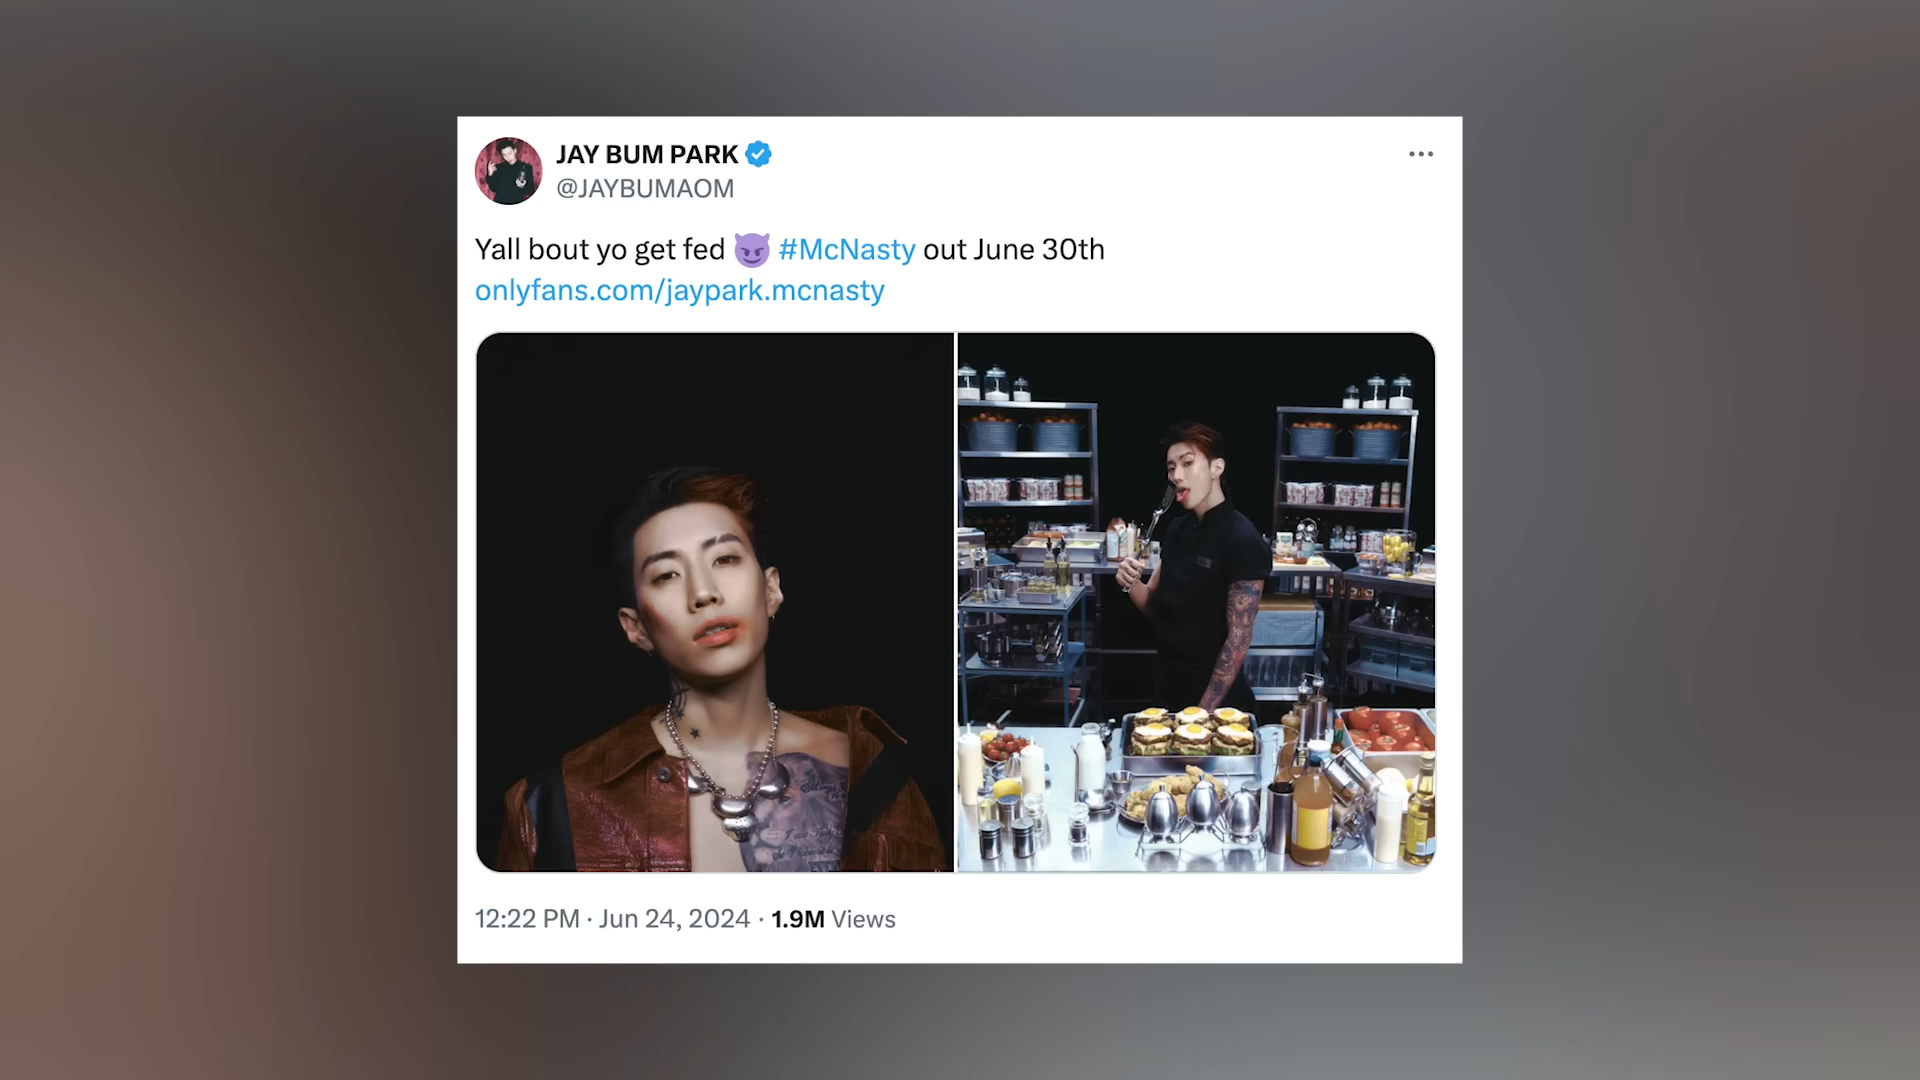 JAY BUM PARK
@JAYBUMAOM
Yall bout yo get fed 😈 #McNasty out June 30th
onlyfans.com/jaypark.mcnasty
12:22 PM · Jun 24, 2024 · 1.9M Views